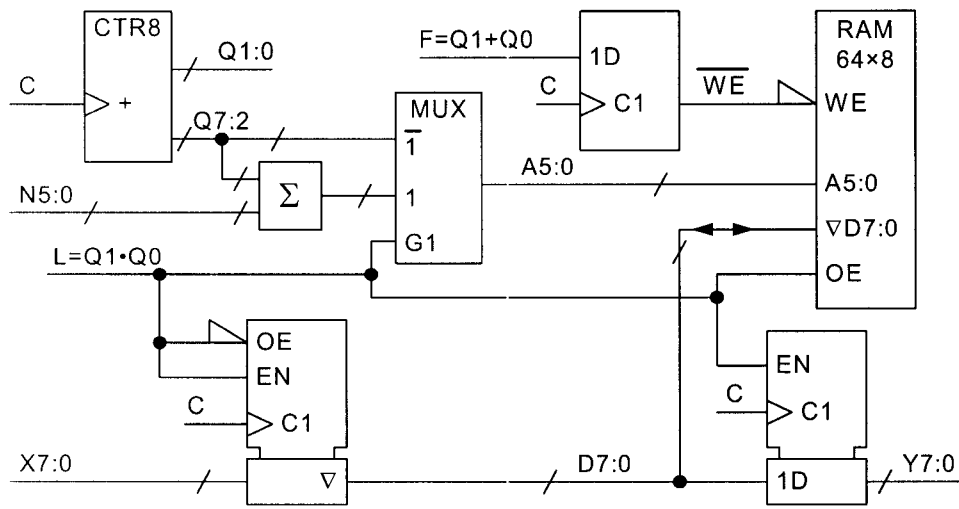 CTR8
C
+
Q1:0
Q7:2
N5:0
Σ
MUX
1̅
1
G1
F=Q1+Q0
1D
C
C1
W̅E̅
RAM
64×8
WE
A5:0
A5:0
∇D7:0
OE
L=Q1•Q0
OE
EN
C
C1
X7:0
∇
D7:0
EN
C
C1
1D
Y7:0